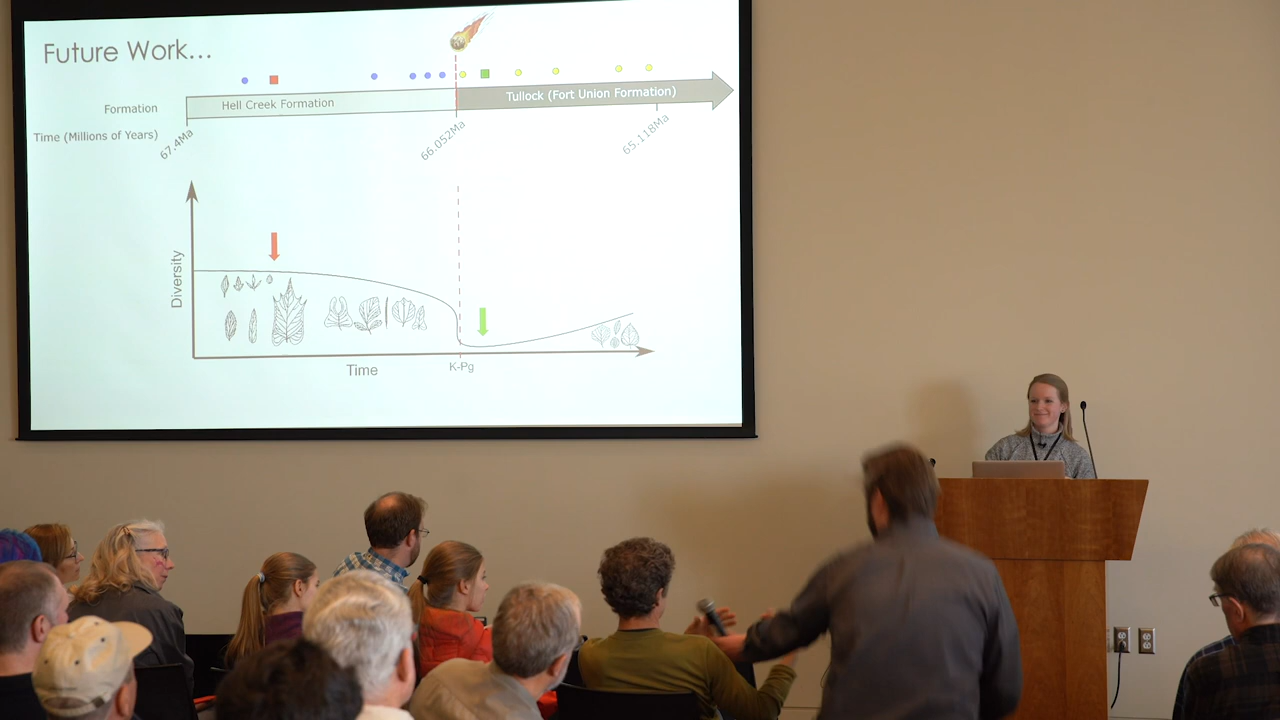 Future Work...
Formation
Hell Creek Formation
Tullock (Fort Union Formation)
Time (Millions of Years)
67.4Ma
66.052Ma
65.118Ma
Diversity
Time
K-Pg